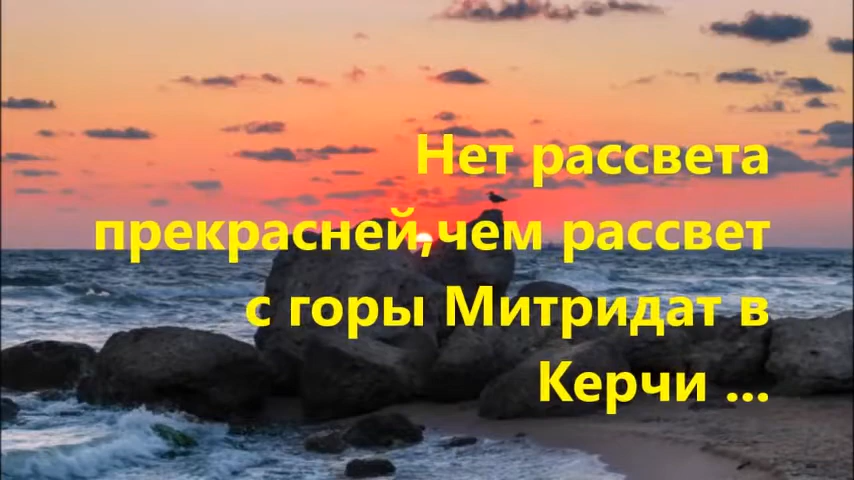 Нет рассвета
прекрасней,чем рассвет
с горы Митридат в
Керчи ...